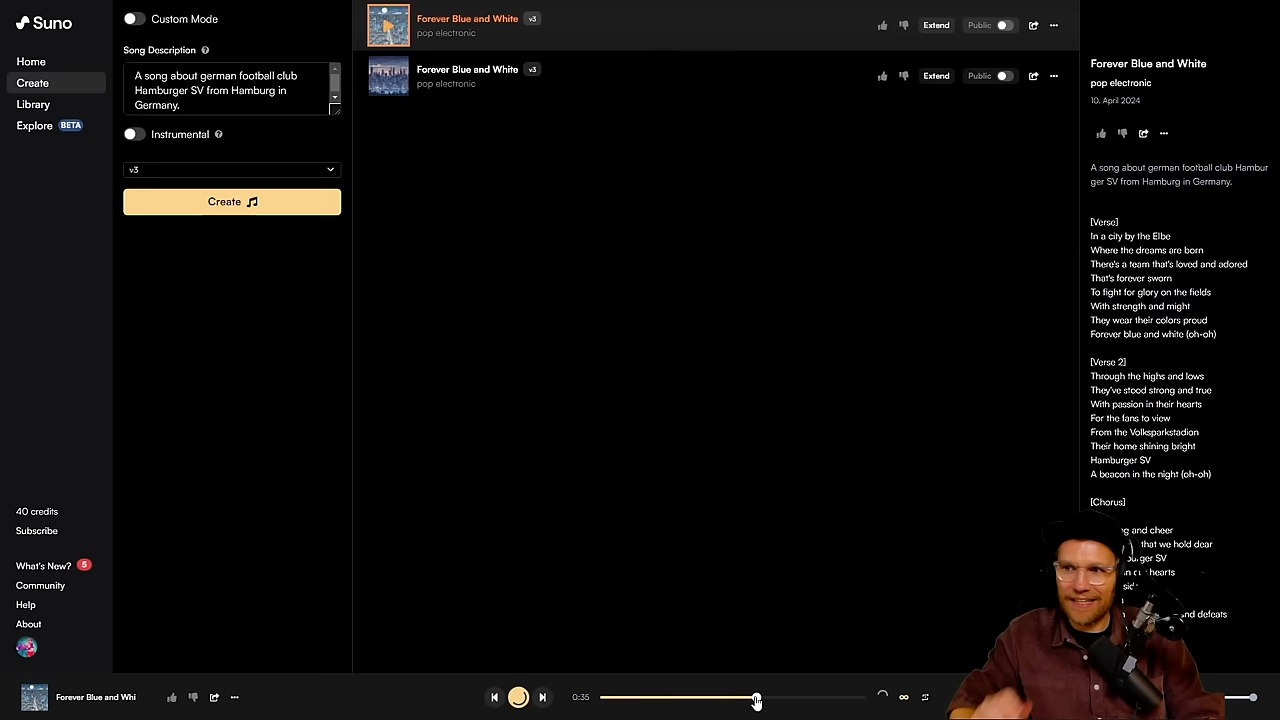 Suno
Home
Create
Library
Explore BETA
40 credits
Subscribe
What's New? 5
Community
Help
About
Custom Mode
Song Description
A song about german football club
Hamburger SV from Hamburg in
Germany.
Instrumental
v3
Create
Forever Blue and White v3
pop electronic
Extend Public
Forever Blue and White v3
pop electronic
Extend Public
Forever Blue and White
pop electronic
10. April 2024
A song about german football club Hambur
ger SV from Hamburg in Germany.
[Verse]
In a city by the Elbe
Where the dreams are born
There's a team that's loved and adored
That's forever sworn
To fight for glory on the fields
With strength and might
They wear their colors proud
Forever blue and white (oh-oh)
[Verse 2]
Through the highs and lows
They've stood strong and true
With passion in their hearts
For the fans to view
From the Volksparkstadion
Their home shining bright
Hamburger SV
A beacon in the night (oh-oh)
[Chorus]
and cheer
that we hold dear
SV
hearts
and defeats
Forever Blue and Whi
0:35